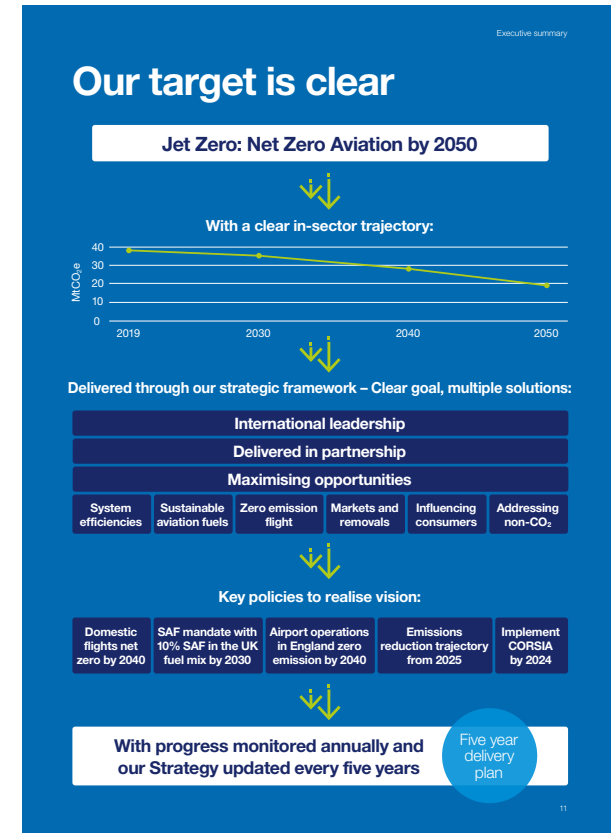 Executive summary
Our target is clear
Jet Zero: Net Zero Aviation by 2050
With a clear in-sector trajectory:
MtCO₂e
40
30
20
10
0
2019 2030 2040 2050
Delivered through our strategic framework – Clear goal, multiple solutions:
International leadership
Delivered in partnership
Maximising opportunities
System
efficiencies
Sustainable
aviation fuels
Zero emission
flight
Markets and
removals
Influencing
consumers
Addressing
non-CO₂
Key policies to realise vision:
Domestic
flights net
zero by 2040
SAF mandate with
10% SAF in the UK
fuel mix by 2030
Airport operations
in England zero
emission by 2040
Emissions
reduction trajectory
from 2025
Implement
CORSIA
by 2024
With progress monitored annually and
our Strategy updated every five years
Five year
delivery
plan
11